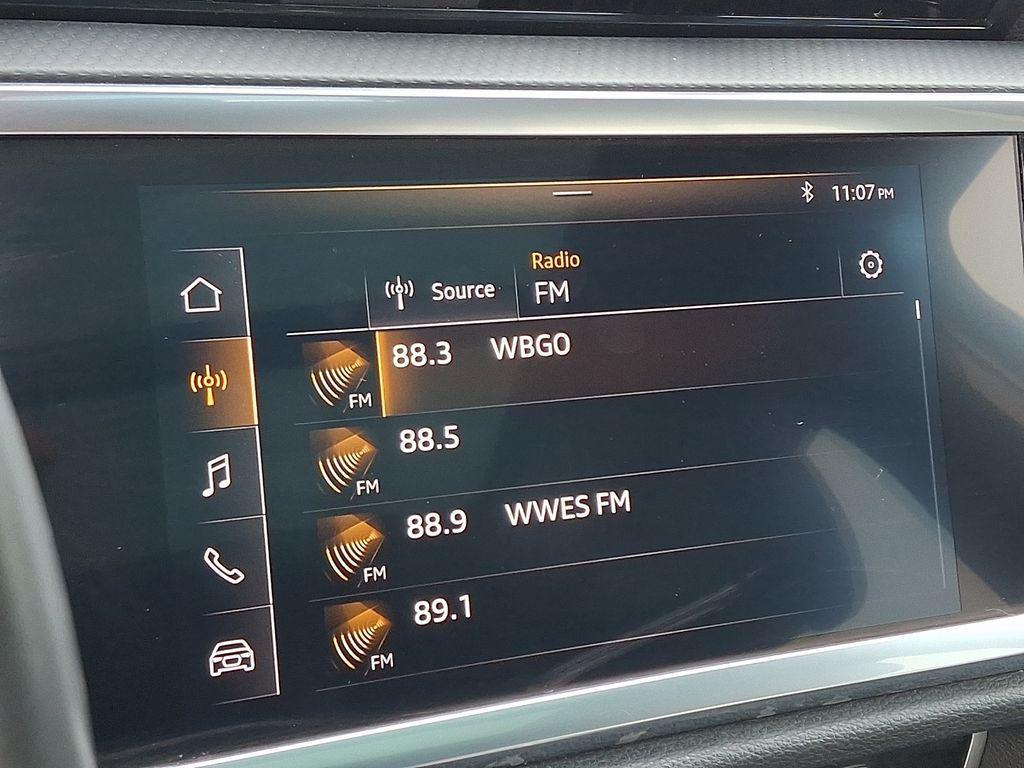 11:07 PM
Source
Radio
FM
88.3 WBGO
FM
88.5
FM
88.9 WWES FM
FM
89.1
FM